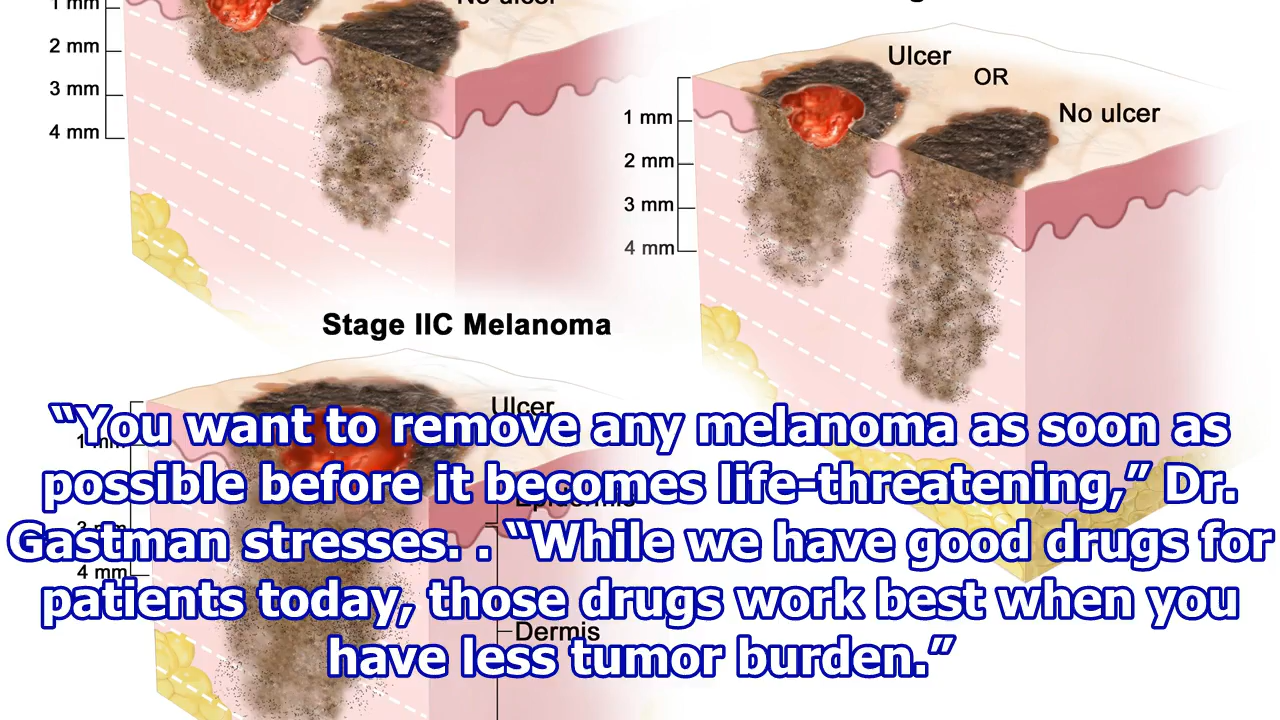 1 mm
No ulcer
2 mm
3 mm
4 mm
Ulcer
OR
No ulcer
1 mm
2 mm
3 mm
4 mm
Stage IIC Melanoma
Ulcer
1 mm
“You want to remove any melanoma as soon as
possible before it becomes life-threatening,” Dr.
Epidermis
Gastman stresses. . “While we have good drugs for
4 mm
patients today, those drugs work best when you
Dermis
have less tumor burden.”